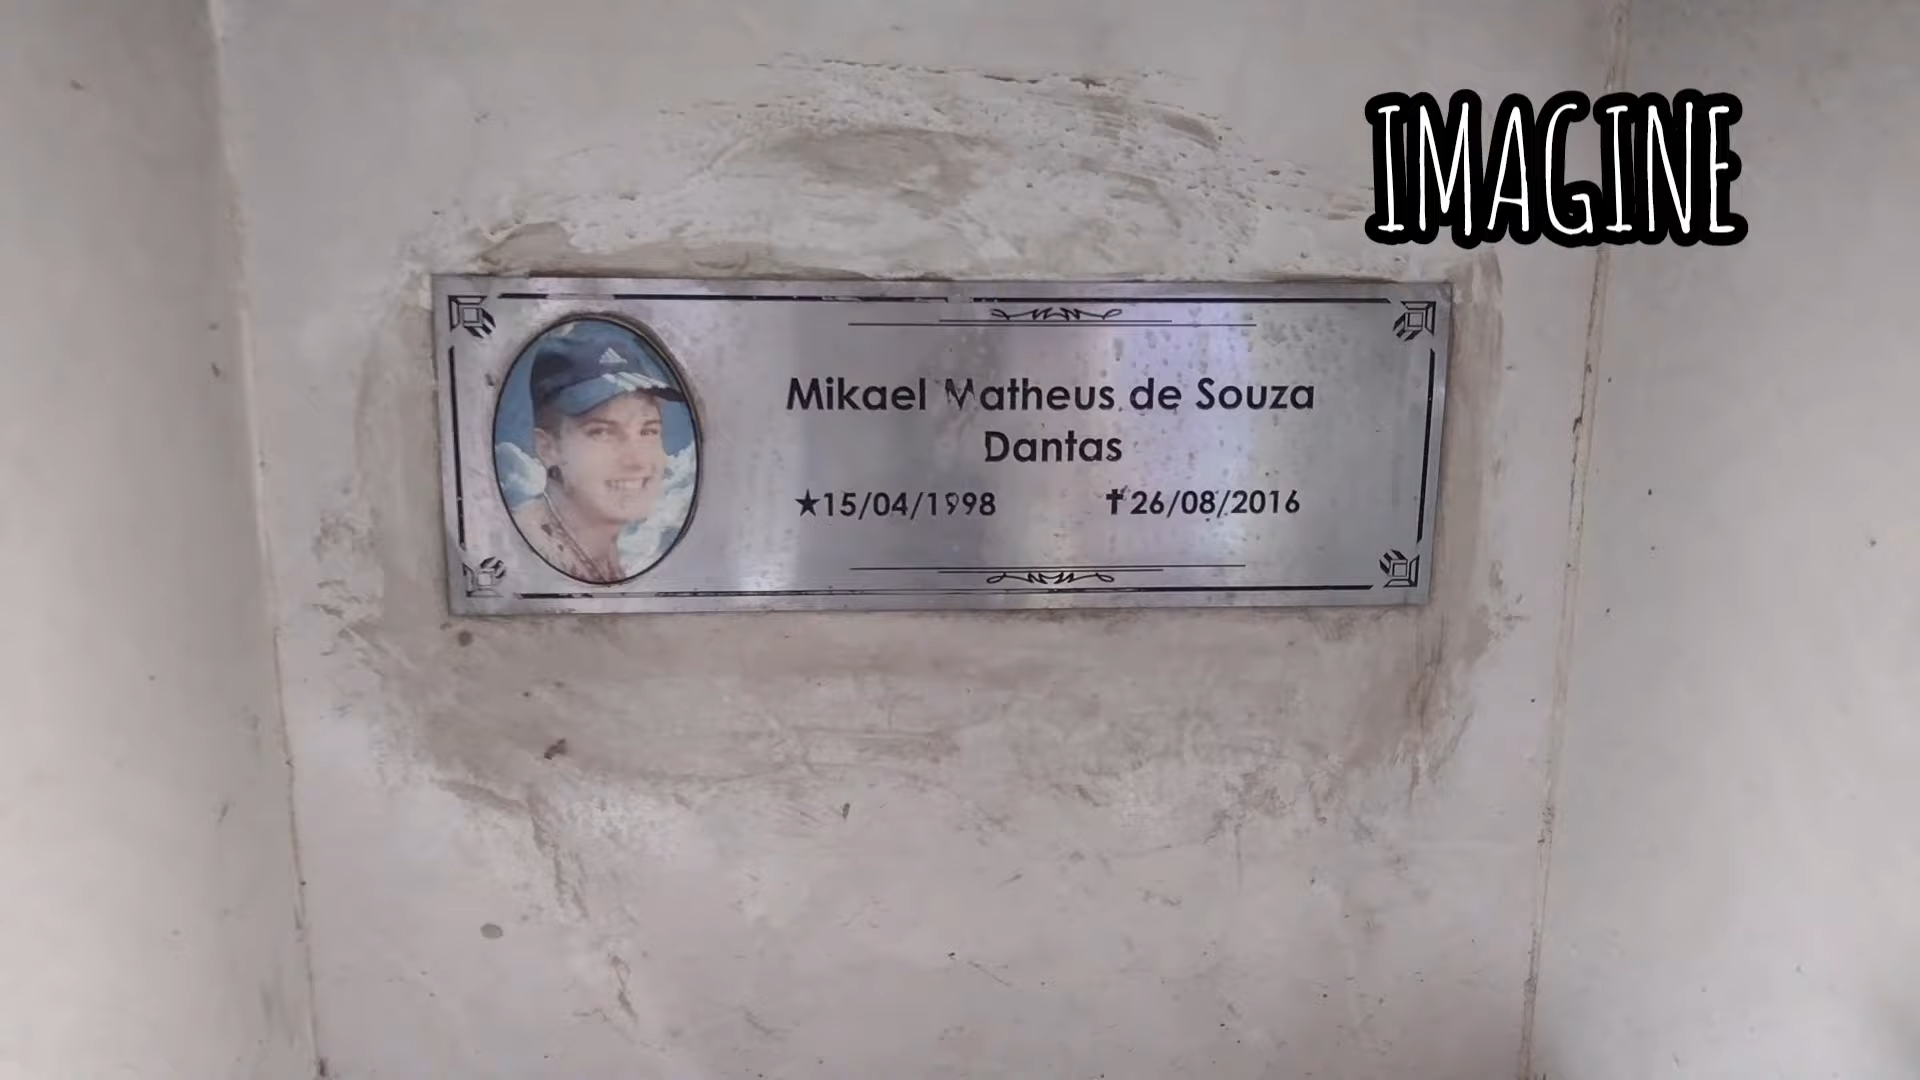 IMAGINE
Mikael Matheus de Souza
Dantas
★15/04/1998 ✝26/08/2016